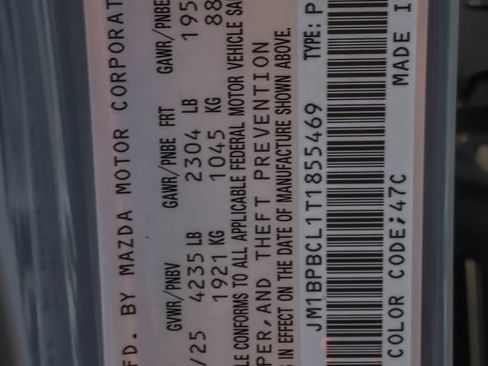 FD. BY MAZDA MOTOR CORPORAT
GVWR/PNBV GAWR/PNBE FRT GAWR/PNBE
/25 4235 LB 2304 LB 195
1921 KG 1045 KG 88
LE CONFORMS TO ALL APPLICABLE FEDERAL MOTOR VEHICLE SA
PER, AND THEFT PREVENTION
IN EFFECT ON THE DATE OF MANUFACTURE SHOWN ABOVE.
JM1BPBCL1T1855469 TYPE: P
COLOR CODE;47C MADE I